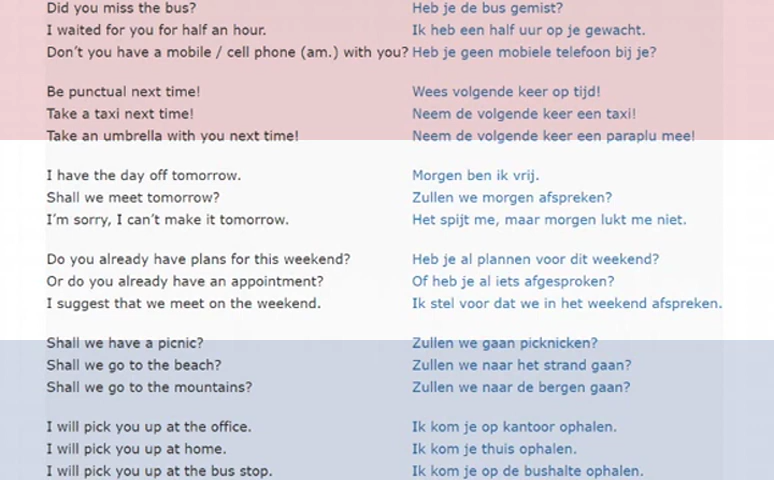 Did you miss the bus? Heb je de bus gemist?
I waited for you for half an hour. Ik heb een half uur op je gewacht.
Don't you have a mobile / cell phone (am.) with you? Heb je geen mobiele telefoon bij je?
Be punctual next time! Wees volgende keer op tijd!
Take a taxi next time! Neem de volgende keer een taxi!
Take an umbrella with you next time! Neem de volgende keer een paraplu mee!
I have the day off tomorrow. Morgen ben ik vrij.
Shall we meet tomorrow? Zullen we morgen afspreken?
I'm sorry, I can't make it tomorrow. Het spijt me, maar morgen lukt me niet.
Do you already have plans for this weekend? Heb je al plannen voor dit weekend?
Or do you already have an appointment? Of heb je al iets afgesproken?
I suggest that we meet on the weekend. Ik stel voor dat we in het weekend afspreken.
Shall we have a picnic? Zullen we gaan picknicken?
Shall we go to the beach? Zullen we naar het strand gaan?
Shall we go to the mountains? Zullen we naar de bergen gaan?
I will pick you up at the office. Ik kom je op kantoor ophalen.
I will pick you up at home. Ik kom je thuis ophalen.
I will pick you up at the bus stop. Ik kom je op de bushalte ophalen.